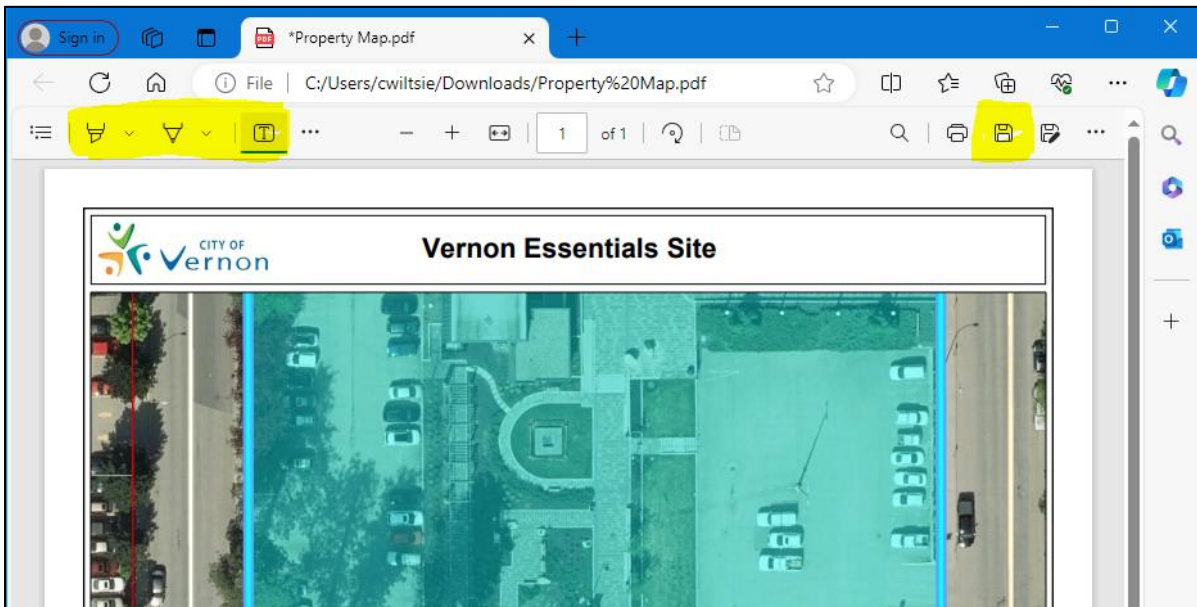 Sign in
*Property Map.pdf
File | C:/Users/cwiltsie/Downloads/Property%20Map.pdf
1 of 1
CITY OF
Vernon
Vernon Essentials Site